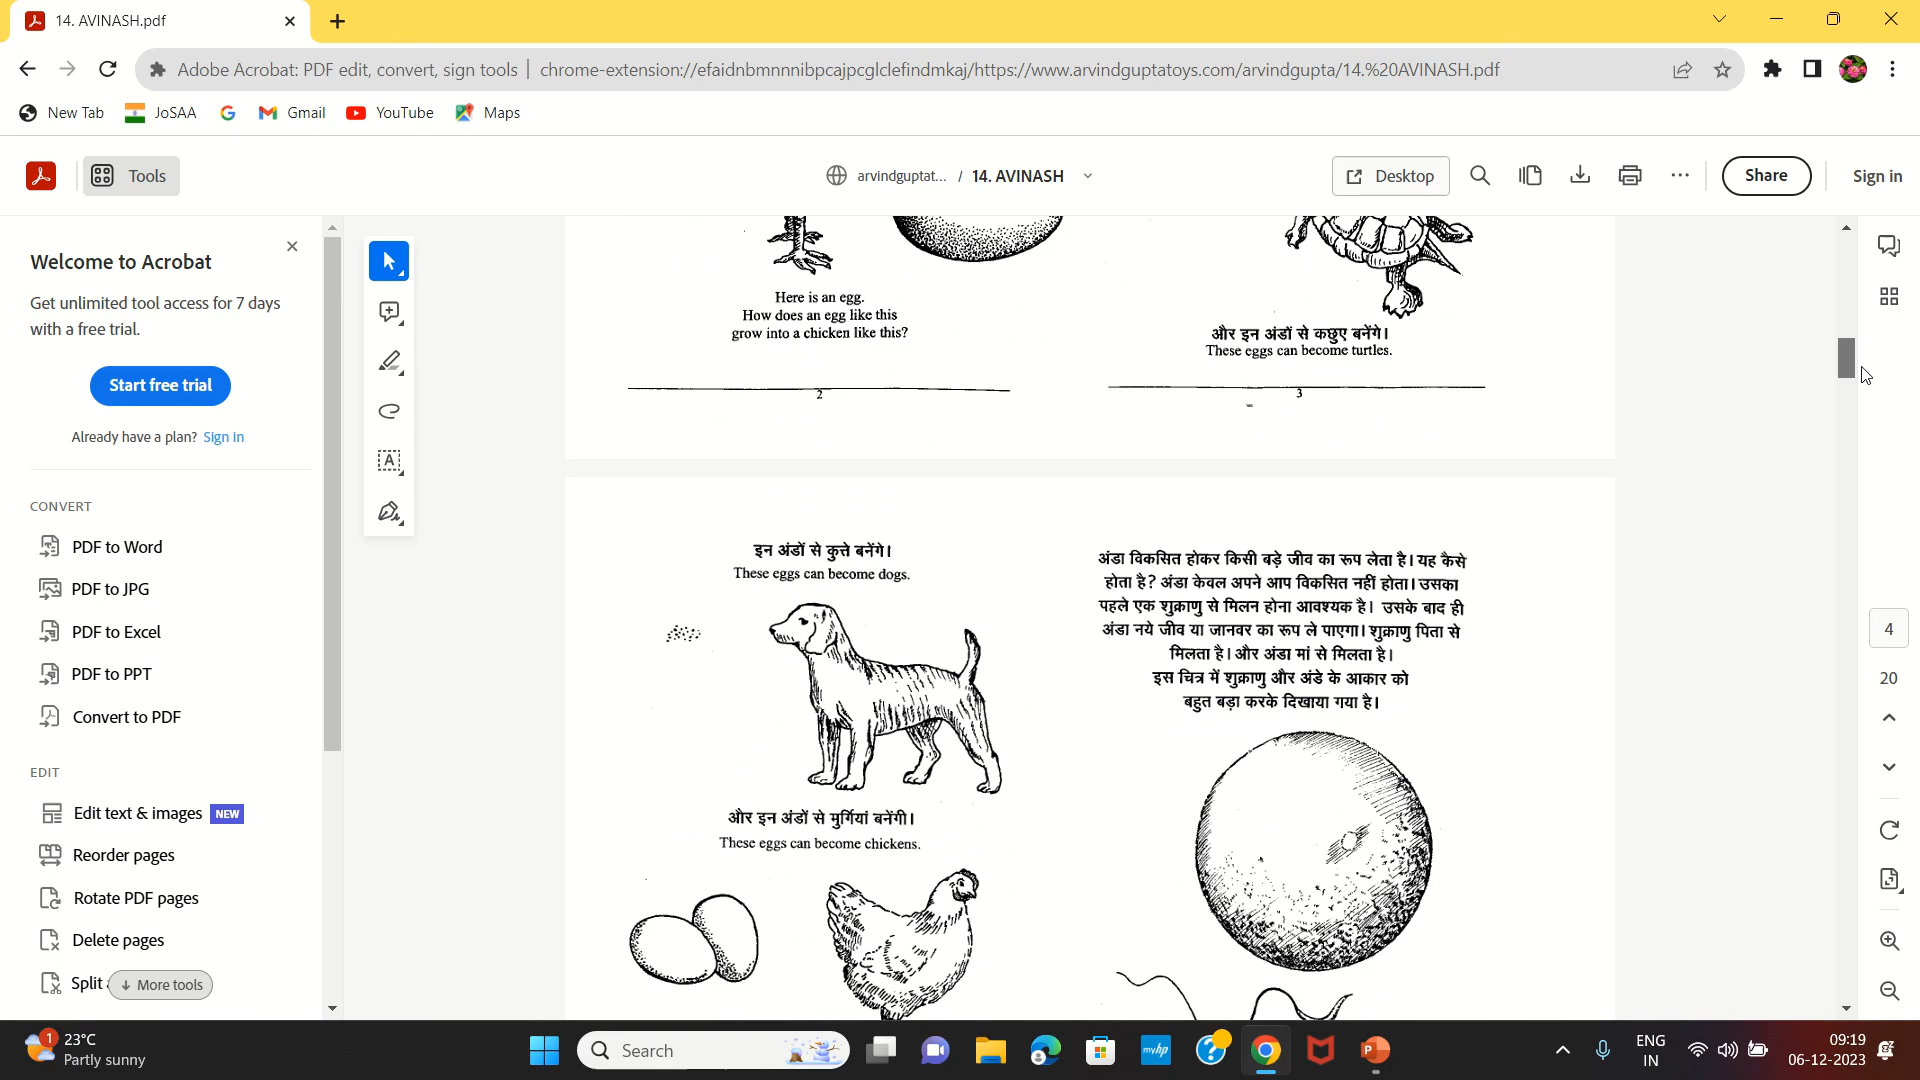 14. AVINASH.pdf
Adobe Acrobat: PDF edit, convert, sign tools | chrome-extension://efaidnbmnnnibpcajpcglclefindmkaj/https://www.arvindguptatoys.com/arvindgupta/14.%20AVINASH.pdf
New Tab JoSAA Gmail YouTube Maps
Tools arvindguptat... / 14. AVINASH Desktop Share Sign in
Welcome to Acrobat
Get unlimited tool access for 7 days
with a free trial.
Start free trial
Already have a plan? Sign in
CONVERT
PDF to Word
PDF to JPG
PDF to Excel
PDF to PPT
Convert to PDF
EDIT
Edit text & images NEW
Reorder pages
Rotate PDF pages
Delete pages
Split
More tools
Here is an egg.
How does an egg like this
grow into a chicken like this?
2
और इन अंडों से कछुए बनेंगे।
These eggs can become turtles.
3
इन अंडों से कुत्ते बनेंगे।
These eggs can become dogs.
और इन अंडों से मुर्गियां बनेंगी।
These eggs can become chickens.
अंडा विकसित होकर किसी बड़े जीव का रूप लेता है। यह कैसे
होता है? अंडा केवल अपने आप विकसित नहीं होता। उसका
पहले एक शुक्राणु से मिलन होना आवश्यक है। उसके बाद ही
अंडा नये जीव या जानवर का रूप ले पाएगा। शुक्राणु पिता से
मिलता है। और अंडा मां से मिलता है।
इस चित्र में शुक्राणु और अंडे के आकार को
बहुत बड़ा करके दिखाया गया है।
4
20
1
23°C
Partly sunny
Search
myhp
ENG
IN
09:19
06-12-2023